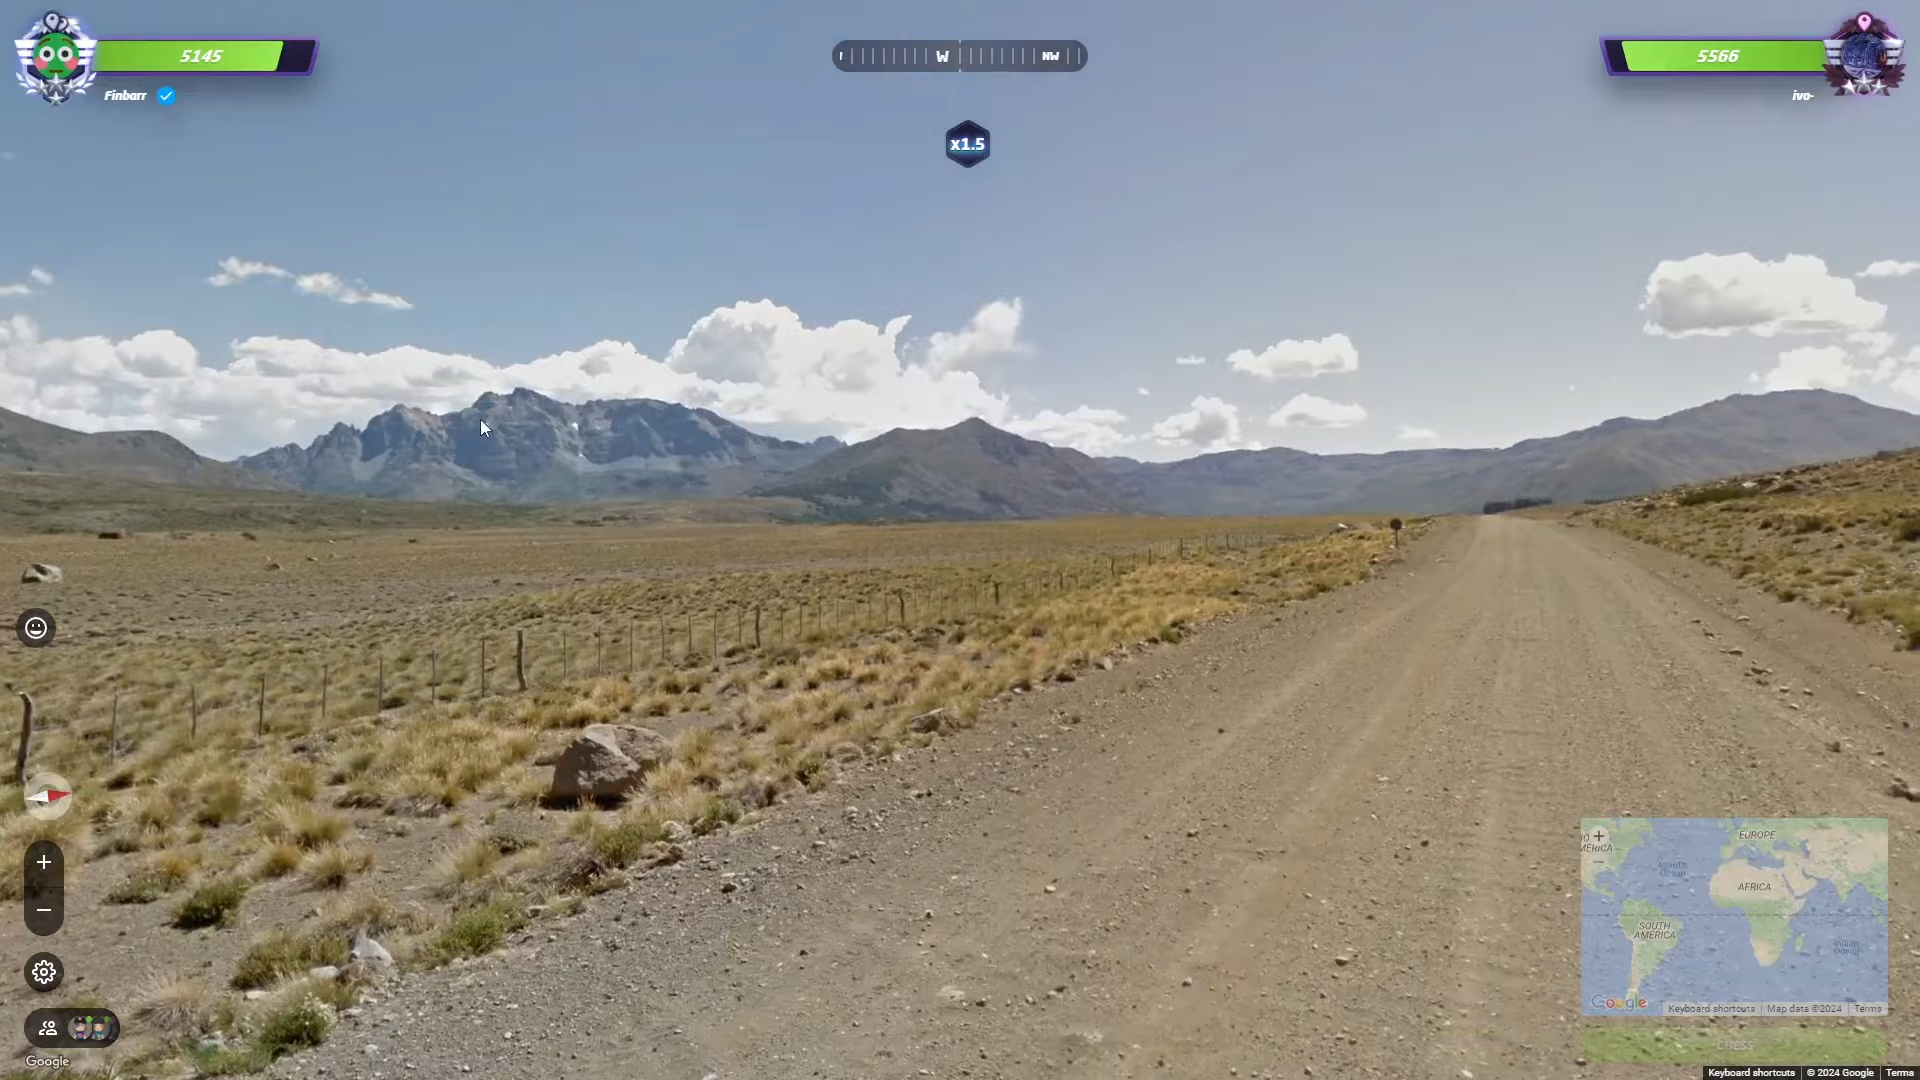 5145
Finbarr
W
NW
x1.5
5566
ivo-
EUROPE
AFRICA
SOUTH
AMERICA
Google
Keyboard shortcuts
Map data ©2024
Terms
Google
Keyboard shortcuts
© 2024 Google
Terms